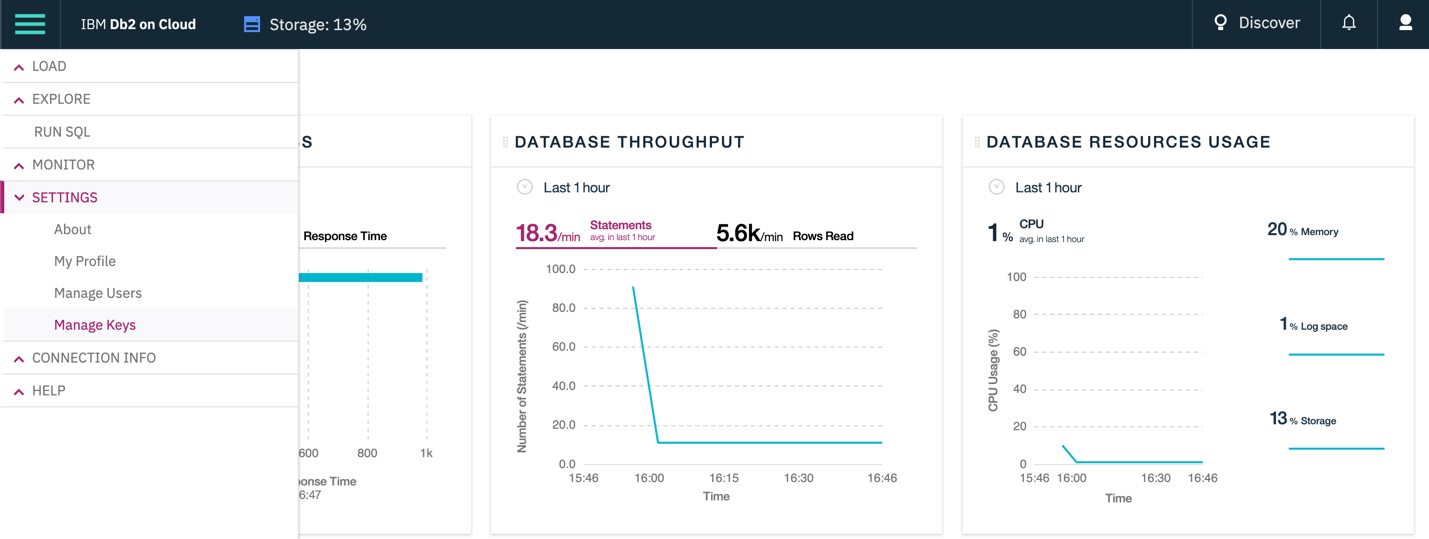 IBM Db2 on Cloud
Storage: 13%
Discover
LOAD
EXPLORE
RUN SQL
MONITOR
SETTINGS
About
My Profile
Manage Users
Manage Keys
CONNECTION INFO
HELP
S
Response Time
600 800 1k
onse Time
6:47
DATABASE THROUGHPUT
Last 1 hour
18.3/min Statements
avg. in last 1 hour
5.6k/min Rows Read
Number of Statements (/min)
100.0
80.0
60.0
40.0
20.0
0.0
15:46 16:00 16:15 16:30 16:46
Time
DATABASE RESOURCES USAGE
Last 1 hour
1% CPU
avg. in last 1 hour
CPU Usage (%)
100
80
60
40
20
0
15:46 16:00 16:30 16:46
Time
20% Memory
1% Log space
13% Storage